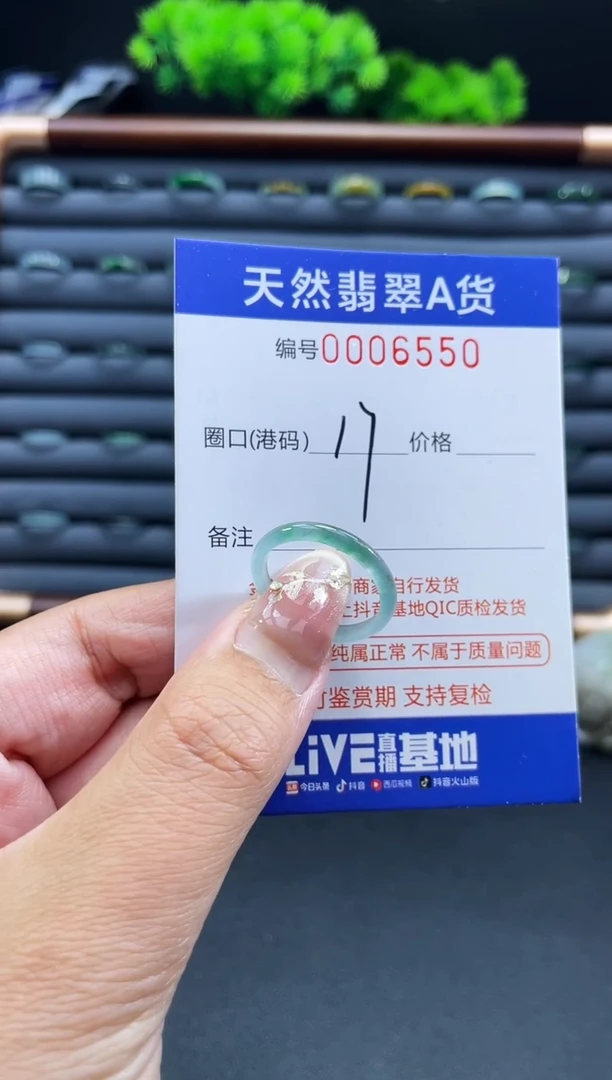 天然翡翠A货
编号0006550
圈口(港码) 17 价格
备注
商家自行发货
抖音基地QIC质检发货
纯属正常 不属于质量问题
鉴赏期 支持复检
LiVE直播基地
今日头条 抖音 西瓜视频 抖音火山版